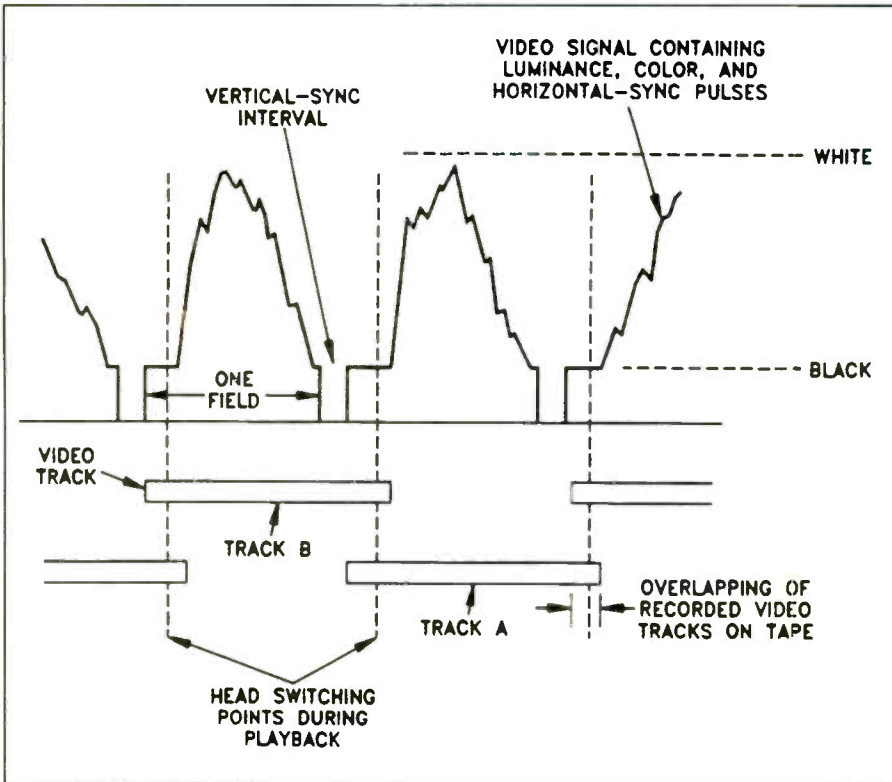 VIDEO SIGNAL CONTAINING
LUMINANCE, COLOR, AND
HORIZONTAL-SYNC PULSES
VERTICAL-SYNC
INTERVAL
WHITE
BLACK
ONE
FIELD
VIDEO
TRACK
TRACK B
TRACK A
OVERLAPPING OF
RECORDED VIDEO
TRACKS ON TAPE
HEAD SWITCHING
POINTS DURING
PLAYBACK